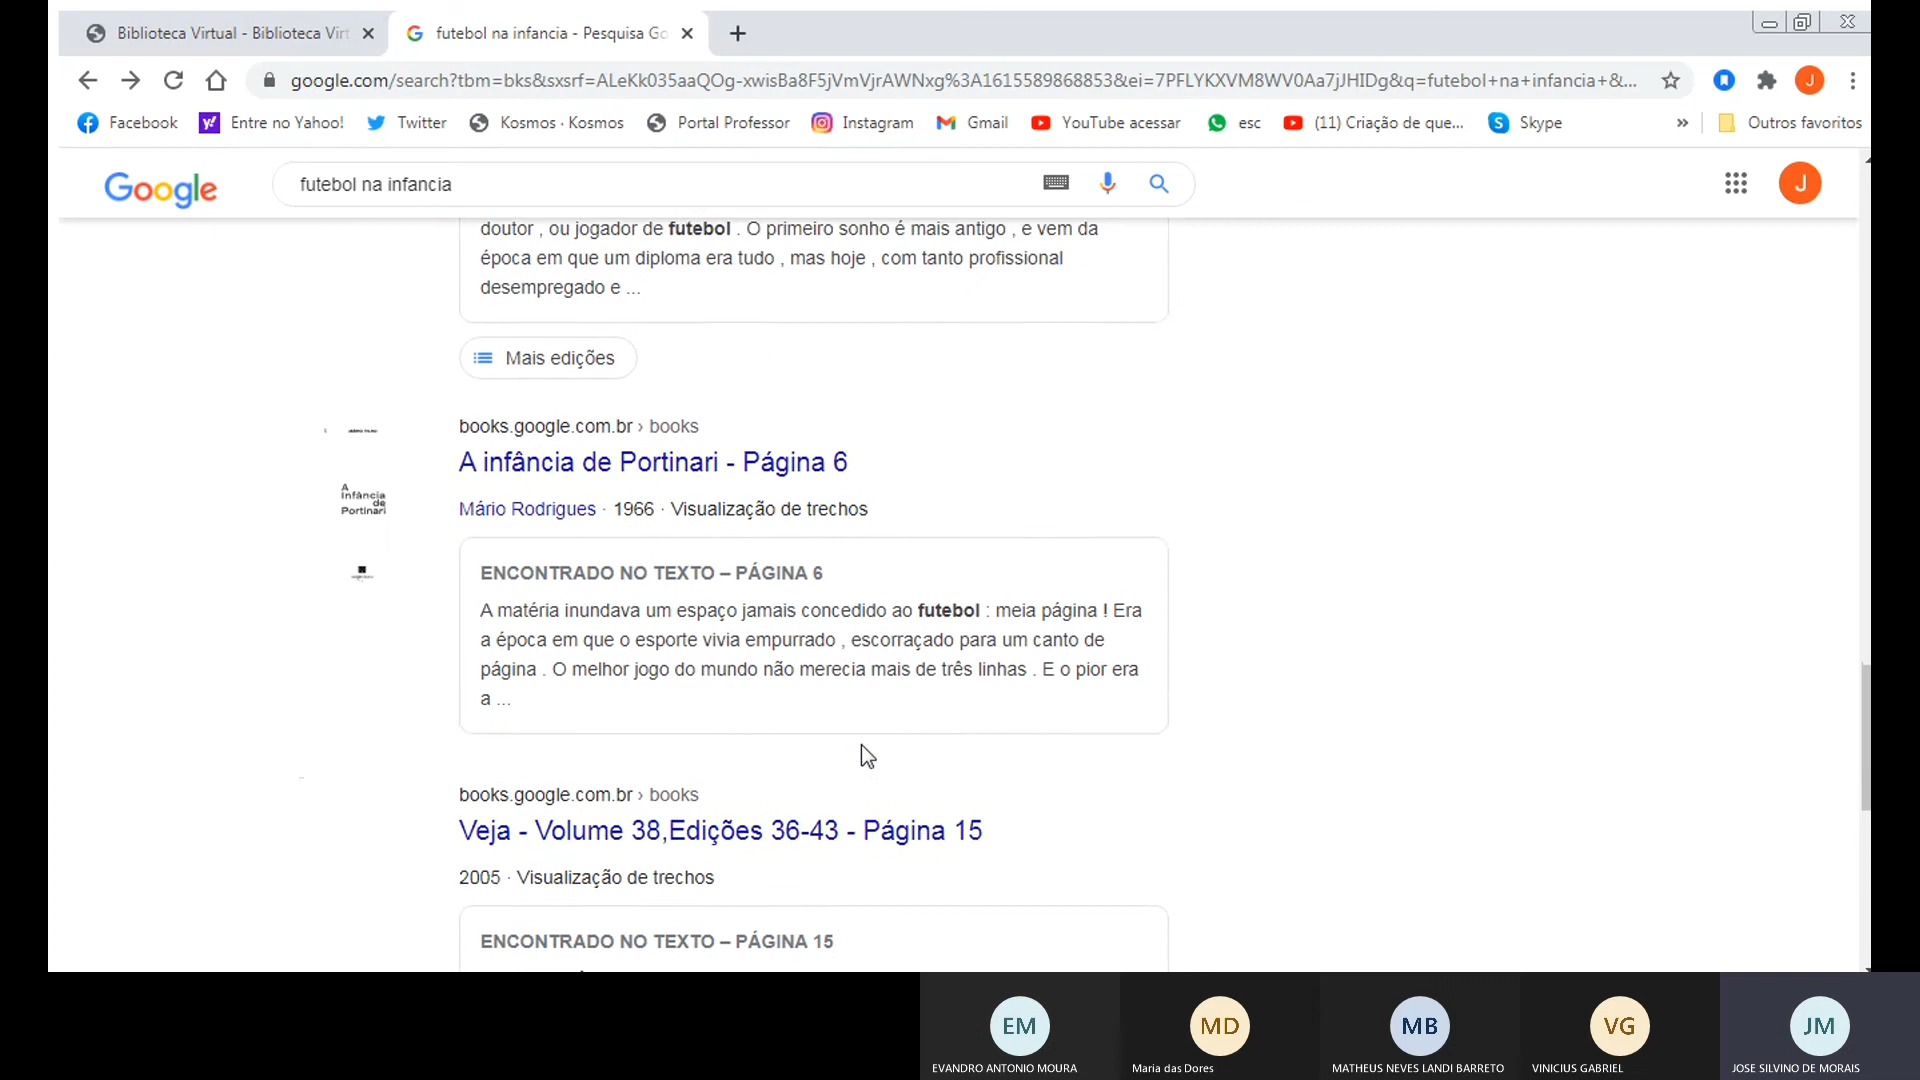 Biblioteca Virtual - Biblioteca Virt
futebol na infancia - Pesquisa Go
google.com/search?tbm=bks&sxsrf=ALeKk035aaQOg-xwisBa8F5jVmVjrAWNxg%3A1615589868853&ei=7PFLYKXVM8WV0Aa7jJHIDg&q=futebol+na+infancia+&...
J
Facebook
Entre no Yahoo!
Twitter
Kosmos · Kosmos
Portal Professor
Instagram
Gmail
YouTube acessar
esc
(11) Criação de que...
Skype
»
Outros favoritos
Google
futebol na infancia
J
doutor , ou jogador de futebol . O primeiro sonho é mais antigo , e vem da
época em que um diploma era tudo , mas hoje , com tanto profissional
desempregado e ...
Mais edições
A
Infância
de
Portinari
books.google.com.br › books
A infância de Portinari - Página 6
Mário Rodrigues · 1966 · Visualização de trechos
ENCONTRADO NO TEXTO – PÁGINA 6
A matéria inundava um espaço jamais concedido ao futebol : meia página ! Era
a época em que o esporte vivia empurrado , escorraçado para um canto de
página . O melhor jogo do mundo não merecia mais de três linhas . E o pior era
a ...
books.google.com.br › books
Veja - Volume 38,Edições 36-43 - Página 15
2005 · Visualização de trechos
ENCONTRADO NO TEXTO – PÁGINA 15
EM
EVANDRO ANTONIO MOURA
MD
Maria das Dores
MB
MATHEUS NEVES LANDI BARRETO
VG
VINICIUS GABRIEL
JM
JOSE SILVINO DE MORAIS